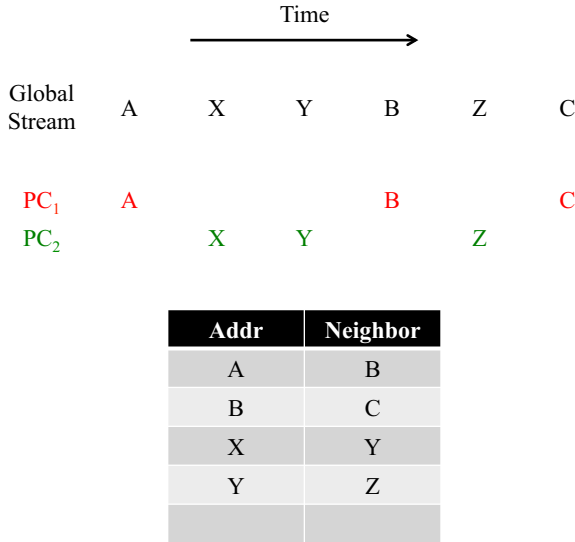 Time
Global
Stream
A X Y B Z C
PC₁ A B C
PC₂ X Y Z
Addr Neighbor
A B
B C
X Y
Y Z